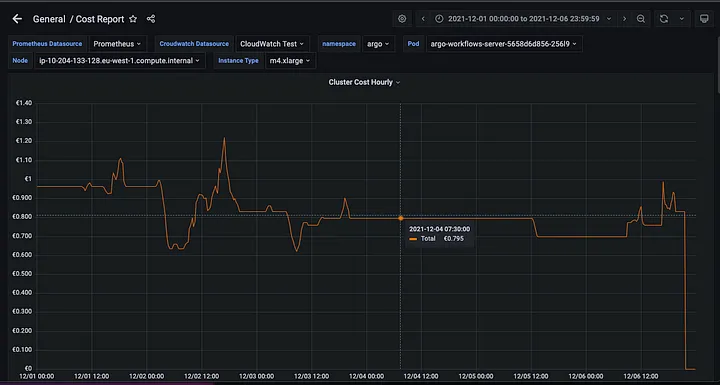 General / Cost Report
2021-12-01 00:00:00 to 2021-12-06 23:59:59
Prometheus Datasource Prometheus Croudwatch Datasource CloudWatch Test namespace argo Pod argo-workflows-server-5658d6d856-256l9
Node ip-10-204-133-128.eu-west-1.compute.internal Instance Type m4.xlarge
Cluster Cost Hourly
€1.40
€1.30
€1.20
€1.10
€1
€0.900
€0.800
€0.700
€0.600
€0.500
€0.400
€0.300
€0.200
€0.100
€0
2021-12-04 07:30:00
Total €0.795
12/01 00:00 12/01 12:00 12/02 00:00 12/02 12:00 12/03 00:00 12/03 12:00 12/04 00:00 12/04 12:00 12/05 00:00 12/05 12:00 12/06 00:00 12/06 12:00